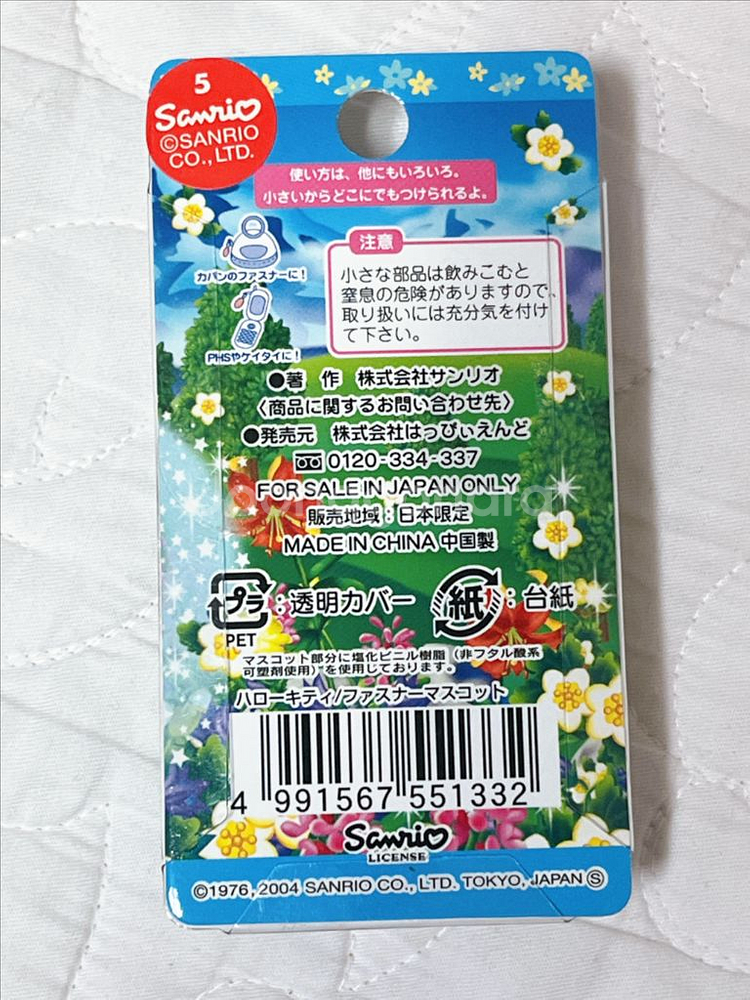 5
Sanrio
©SANRIO
CO., LTD.
使い方は、他にもいろいろ。
小さいからどこにでもつけられるよ。
カバンのファスナーに!
PHSやケイタイに!
注意
小さな部品は飲みこむと
窒息の危険がありますので、
取り扱いには充分気を付け
て下さい。
●著 作 株式会社サンリオ
〈商品に関するお問い合わせ先〉
●発売元 株式会社はっぴぃえんど
0120-334-337
FOR SALE IN JAPAN ONLY
販売地域:日本限定
MADE IN CHINA 中国製
プラ:透明カバー 紙:台紙
PET
マスコット部分に塩化ビニル樹脂(非フタル酸系
可塑剤使用)を使用しております。
ハローキティ/ファスナーマスコット
4 991567 551332
Sanrio
LICENSE
©1976, 2004 SANRIO CO., LTD. TOKYO, JAPAN Ⓢ